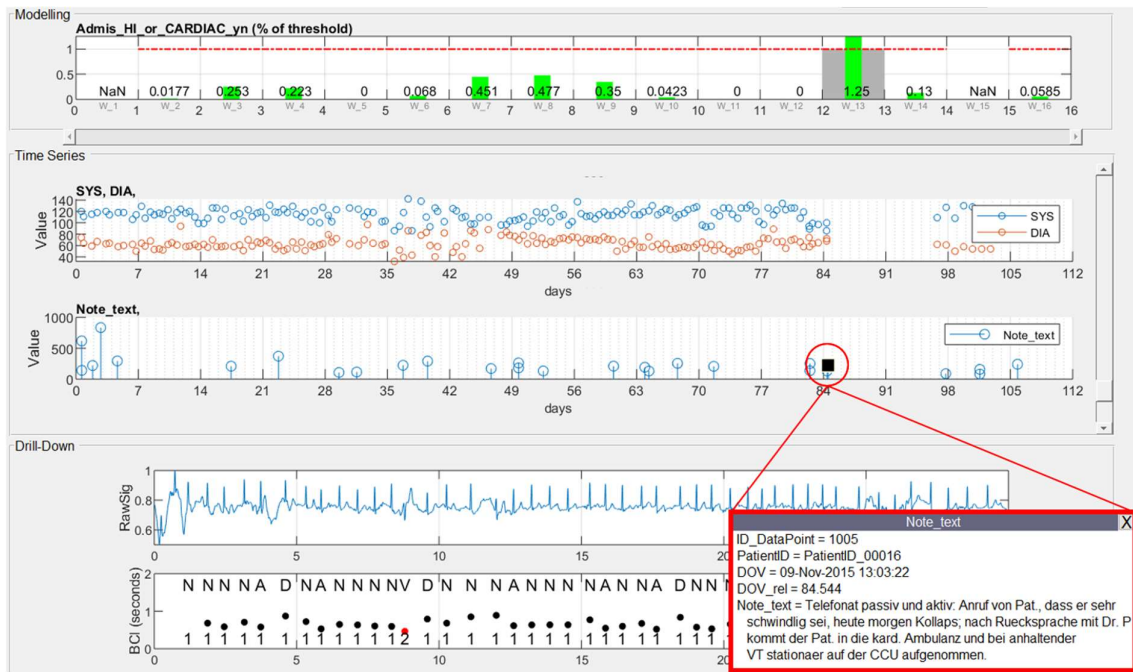 Modelling
Admis_HI_or_CARDIAC_yn (% of threshold)
1
0.5
0
NaN 0.0177 0.253 0.223 0 0.068 0.451 0.477 0.35 0.0423 0 0 1.25 0.13 NaN 0.0585
W_1 W_2 W_3 W_4 W_5 W_6 W_7 W_8 W_9 W_10 W_11 W_12 W_13 W_14 W_15 W_16
0 1 2 3 4 5 6 7 8 9 10 11 12 13 14 15 16
Time Series
---
SYS, DIA,
Value
140
120
100
80
60
40
SYS
DIA
0 7 14 21 28 35 42 49 56 63 70 77 84 91 98 105 112
days
Note_text,
Value
1000
500
0
Note_text
0 7 14 21 28 35 42 49 56 63 70 77 84 91 98 105 112
days
Drill-Down
RawSig
1
0.8
0.6
0 5 10 15 20
BCI (seconds)
2
1
0
N N N N A D N A N N N N V D N N N A N N N N A N N A D N N
1 1 1 1 1 1 1 1 1 1 1 1 2 1 1 1 1 1 1 1 1 1 1 1 1 1 1 1 1
0 5 10 15 20
Note_text X
ID_DataPoint = 1005
PatientID = PatientID_00016
DOV = 09-Nov-2015 13:03:22
DOV_rel = 84.544
Note_text = Telefonat passiv und aktiv: Anruf von Pat., dass er sehr
schwindlig sei, heute morgen Kollaps; nach Ruecksprache mit Dr. P
kommt der Pat. in die kard. Ambulanz und bei anhaltender
VT stationaer auf der CCU aufgenommen.